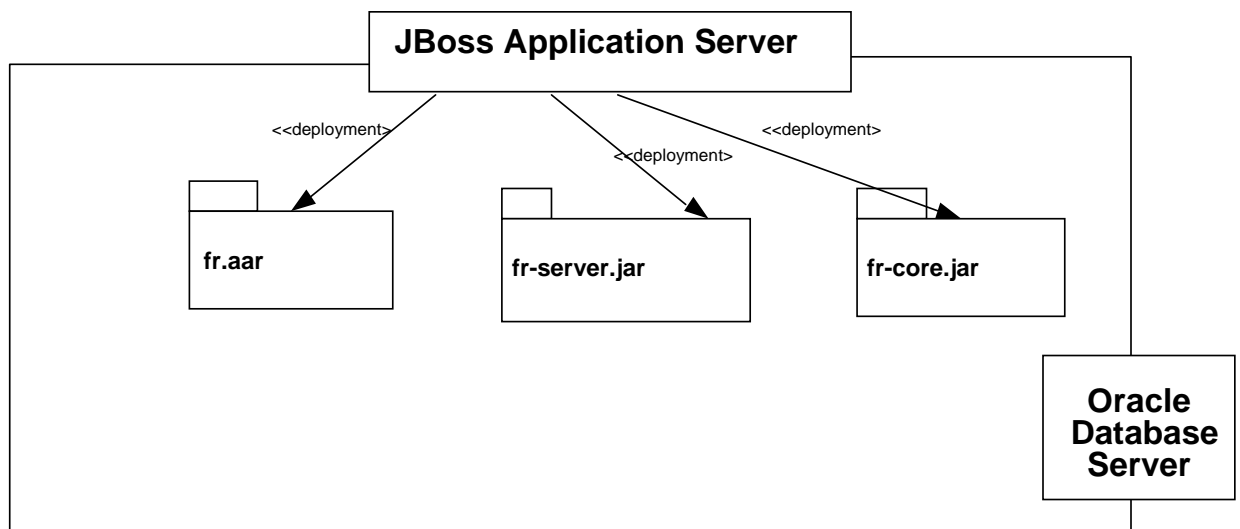 JBoss Application Server
<<deployment>
<<deployment>
<<deployment>
fr.aar
fr-server.jar
fr-core.jar
Oracle
Database
Server